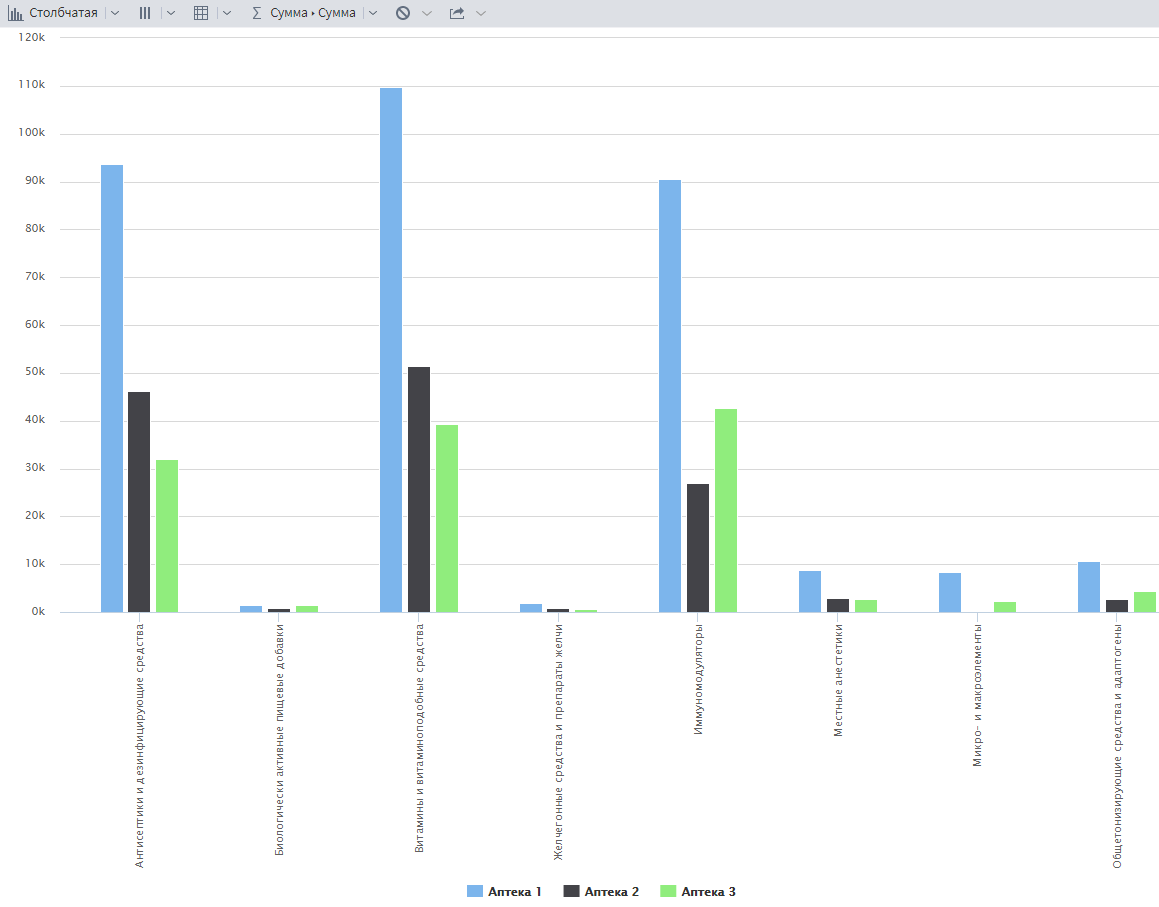 Столбчатая
Σ Сумма ▸ Сумма
120k
110k
100k
90k
80k
70k
60k
50k
40k
30k
20k
10k
0k
Антисептики и дезинфицирующие средства
Биологически активные пищевые добавки
Витамины и витаминоподобные средства
Желчегонные средства и препараты желчи
Иммуномодуляторы
Местные анестетики
Микро- и макроэлементы
Общетонизирующие средства и адаптогены
Аптека 1
Аптека 2
Аптека 3